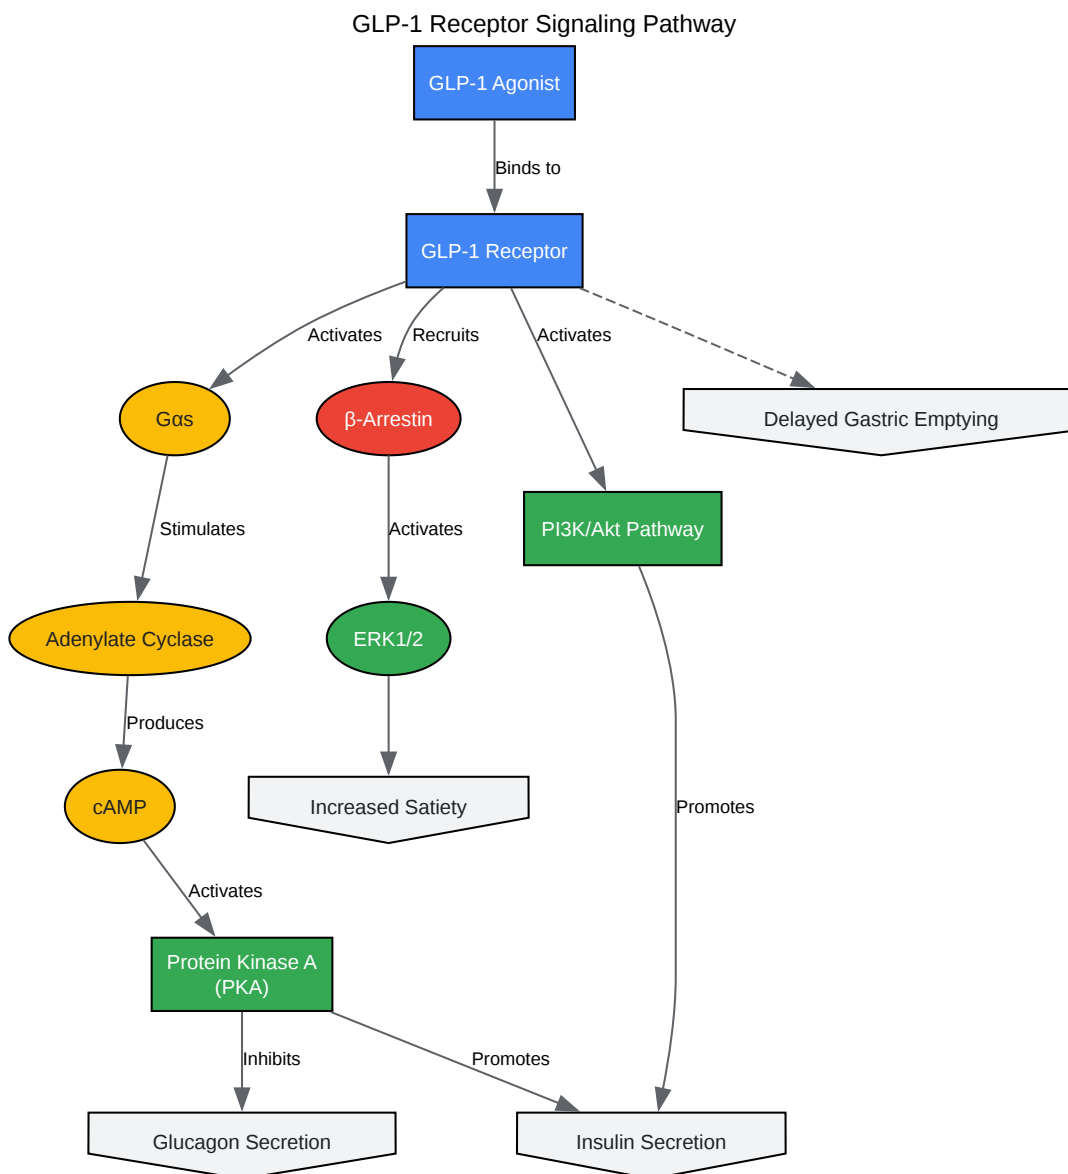 GLP-1 Receptor Signaling Pathway
GLP-1 Agonist
Binds to
GLP-1 Receptor
Activates
Recruits
Activates
Gαs
β-Arrestin
Delayed Gastric Emptying
Stimulates
Activates
PI3K/Akt Pathway
Adenylate Cyclase
ERK1/2
Produces
cAMP
Increased Satiety
Promotes
Activates
Protein Kinase A
(PKA)
Inhibits
Promotes
Glucagon Secretion
Insulin Secretion